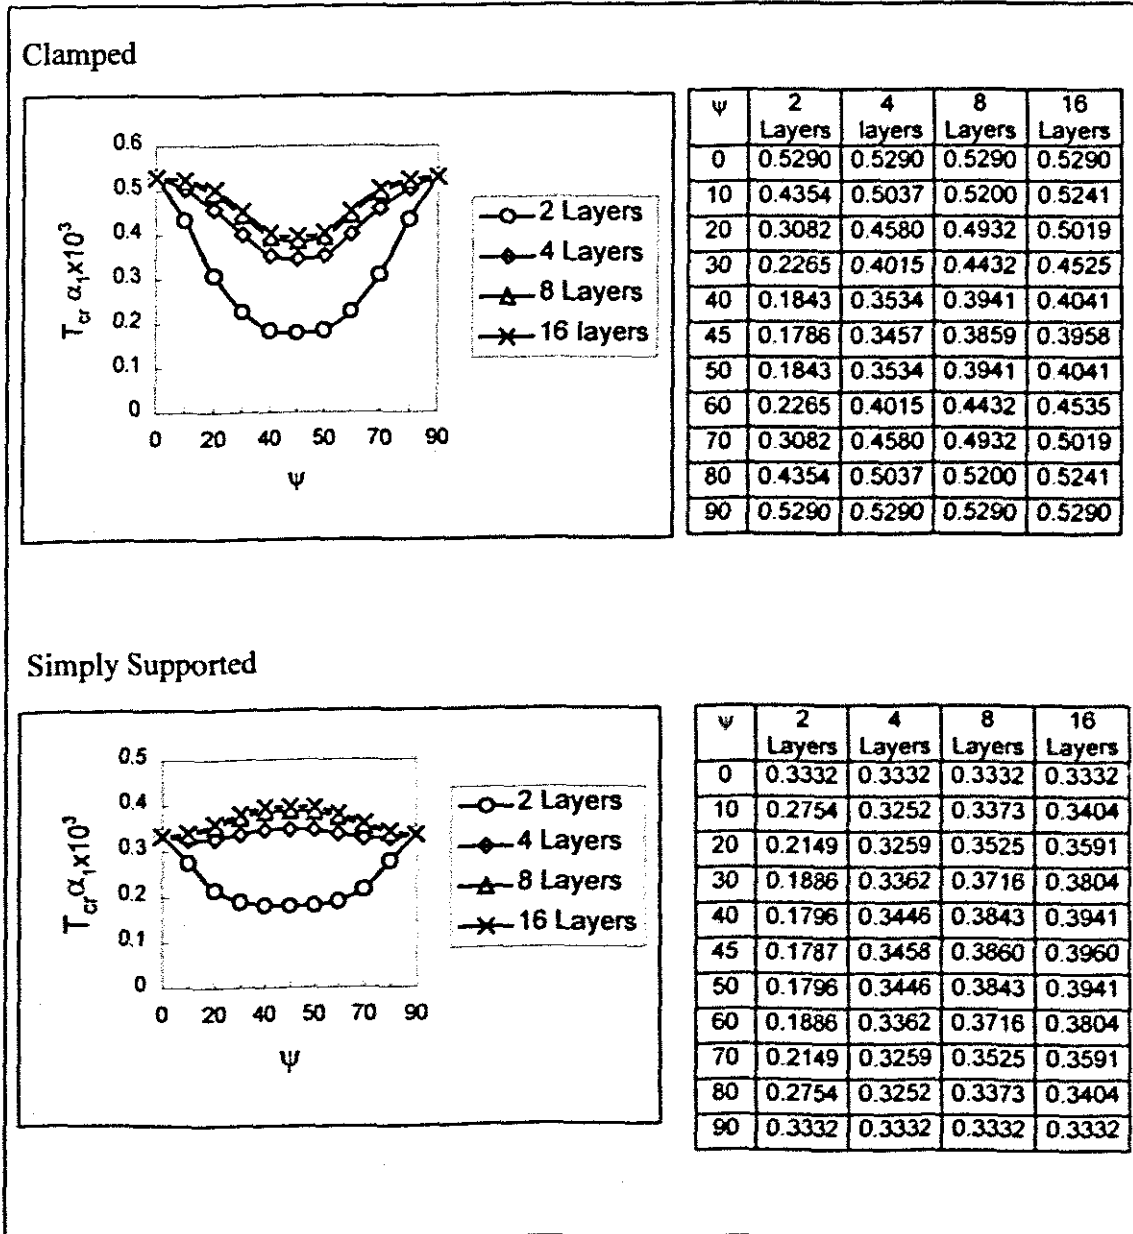 Clamped
0.6
0.5
0.4
0.3
0.2
0.1
0
T_cr α₁x10³
0 20 40 50 70 90
ψ
2 Layers
4 Layers
8 Layers
16 layers
ψ 2 Layers 4 layers 8 Layers 16 Layers
0 0.5290 0.5290 0.5290 0.5290
10 0.4354 0.5037 0.5200 0.5241
20 0.3082 0.4580 0.4932 0.5019
30 0.2265 0.4015 0.4432 0.4525
40 0.1843 0.3534 0.3941 0.4041
45 0.1786 0.3457 0.3859 0.3958
50 0.1843 0.3534 0.3941 0.4041
60 0.2265 0.4015 0.4432 0.4535
70 0.3082 0.4580 0.4932 0.5019
80 0.4354 0.5037 0.5200 0.5241
90 0.5290 0.5290 0.5290 0.5290
Simply Supported
0.5
0.4
0.3
0.2
0.1
0
T_cr α₁x10³
0 20 40 50 70 90
ψ
2 Layers
4 Layers
8 Layers
16 Layers
ψ 2 Layers 4 Layers 8 Layers 16 Layers
0 0.3332 0.3332 0.3332 0.3332
10 0.2754 0.3252 0.3373 0.3404
20 0.2149 0.3259 0.3525 0.3591
30 0.1886 0.3362 0.3716 0.3804
40 0.1796 0.3446 0.3843 0.3941
45 0.1787 0.3458 0.3860 0.3960
50 0.1796 0.3446 0.3843 0.3941
60 0.1886 0.3362 0.3716 0.3804
70 0.2149 0.3259 0.3525 0.3591
80 0.2754 0.3252 0.3373 0.3404
90 0.3332 0.3332 0.3332 0.3332